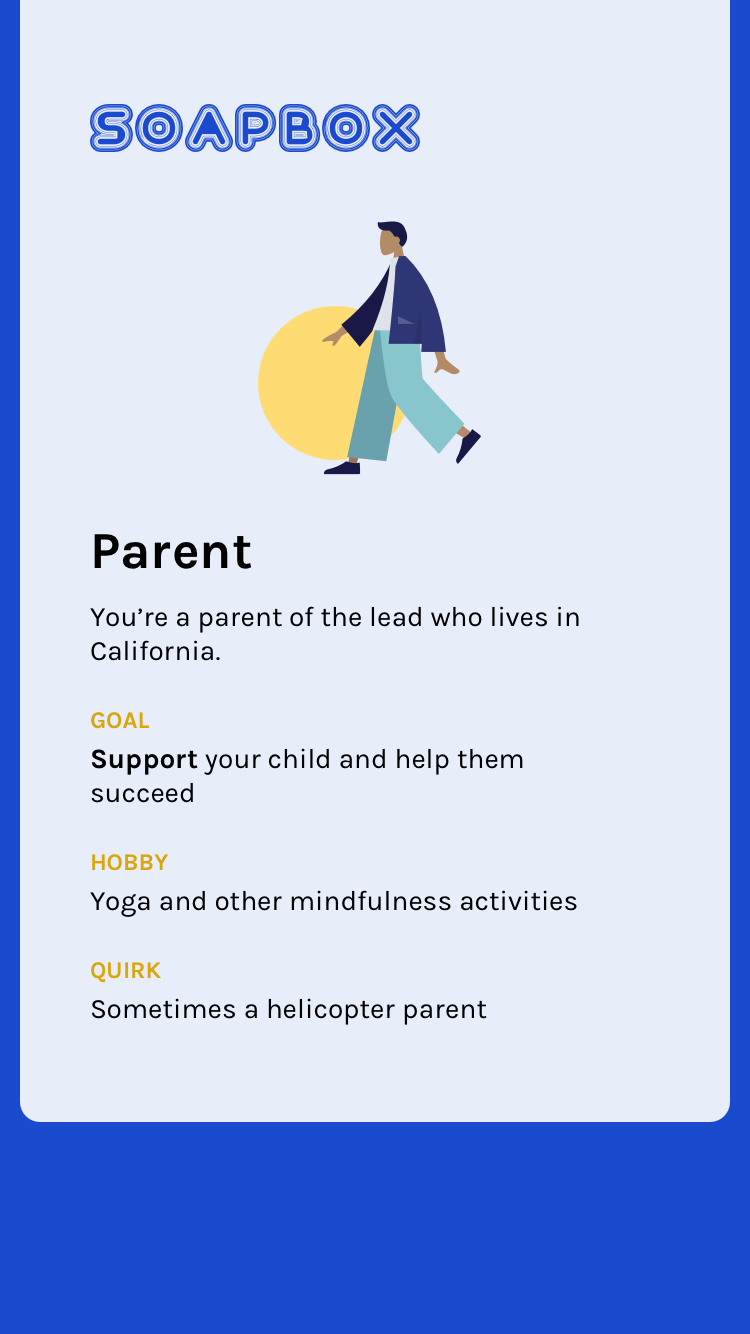 SOAPBOX
Parent
You’re a parent of the lead who lives in
California.
GOAL
Support your child and help them
succeed
HOBBY
Yoga and other mindfulness activities
QUIRK
Sometimes a helicopter parent